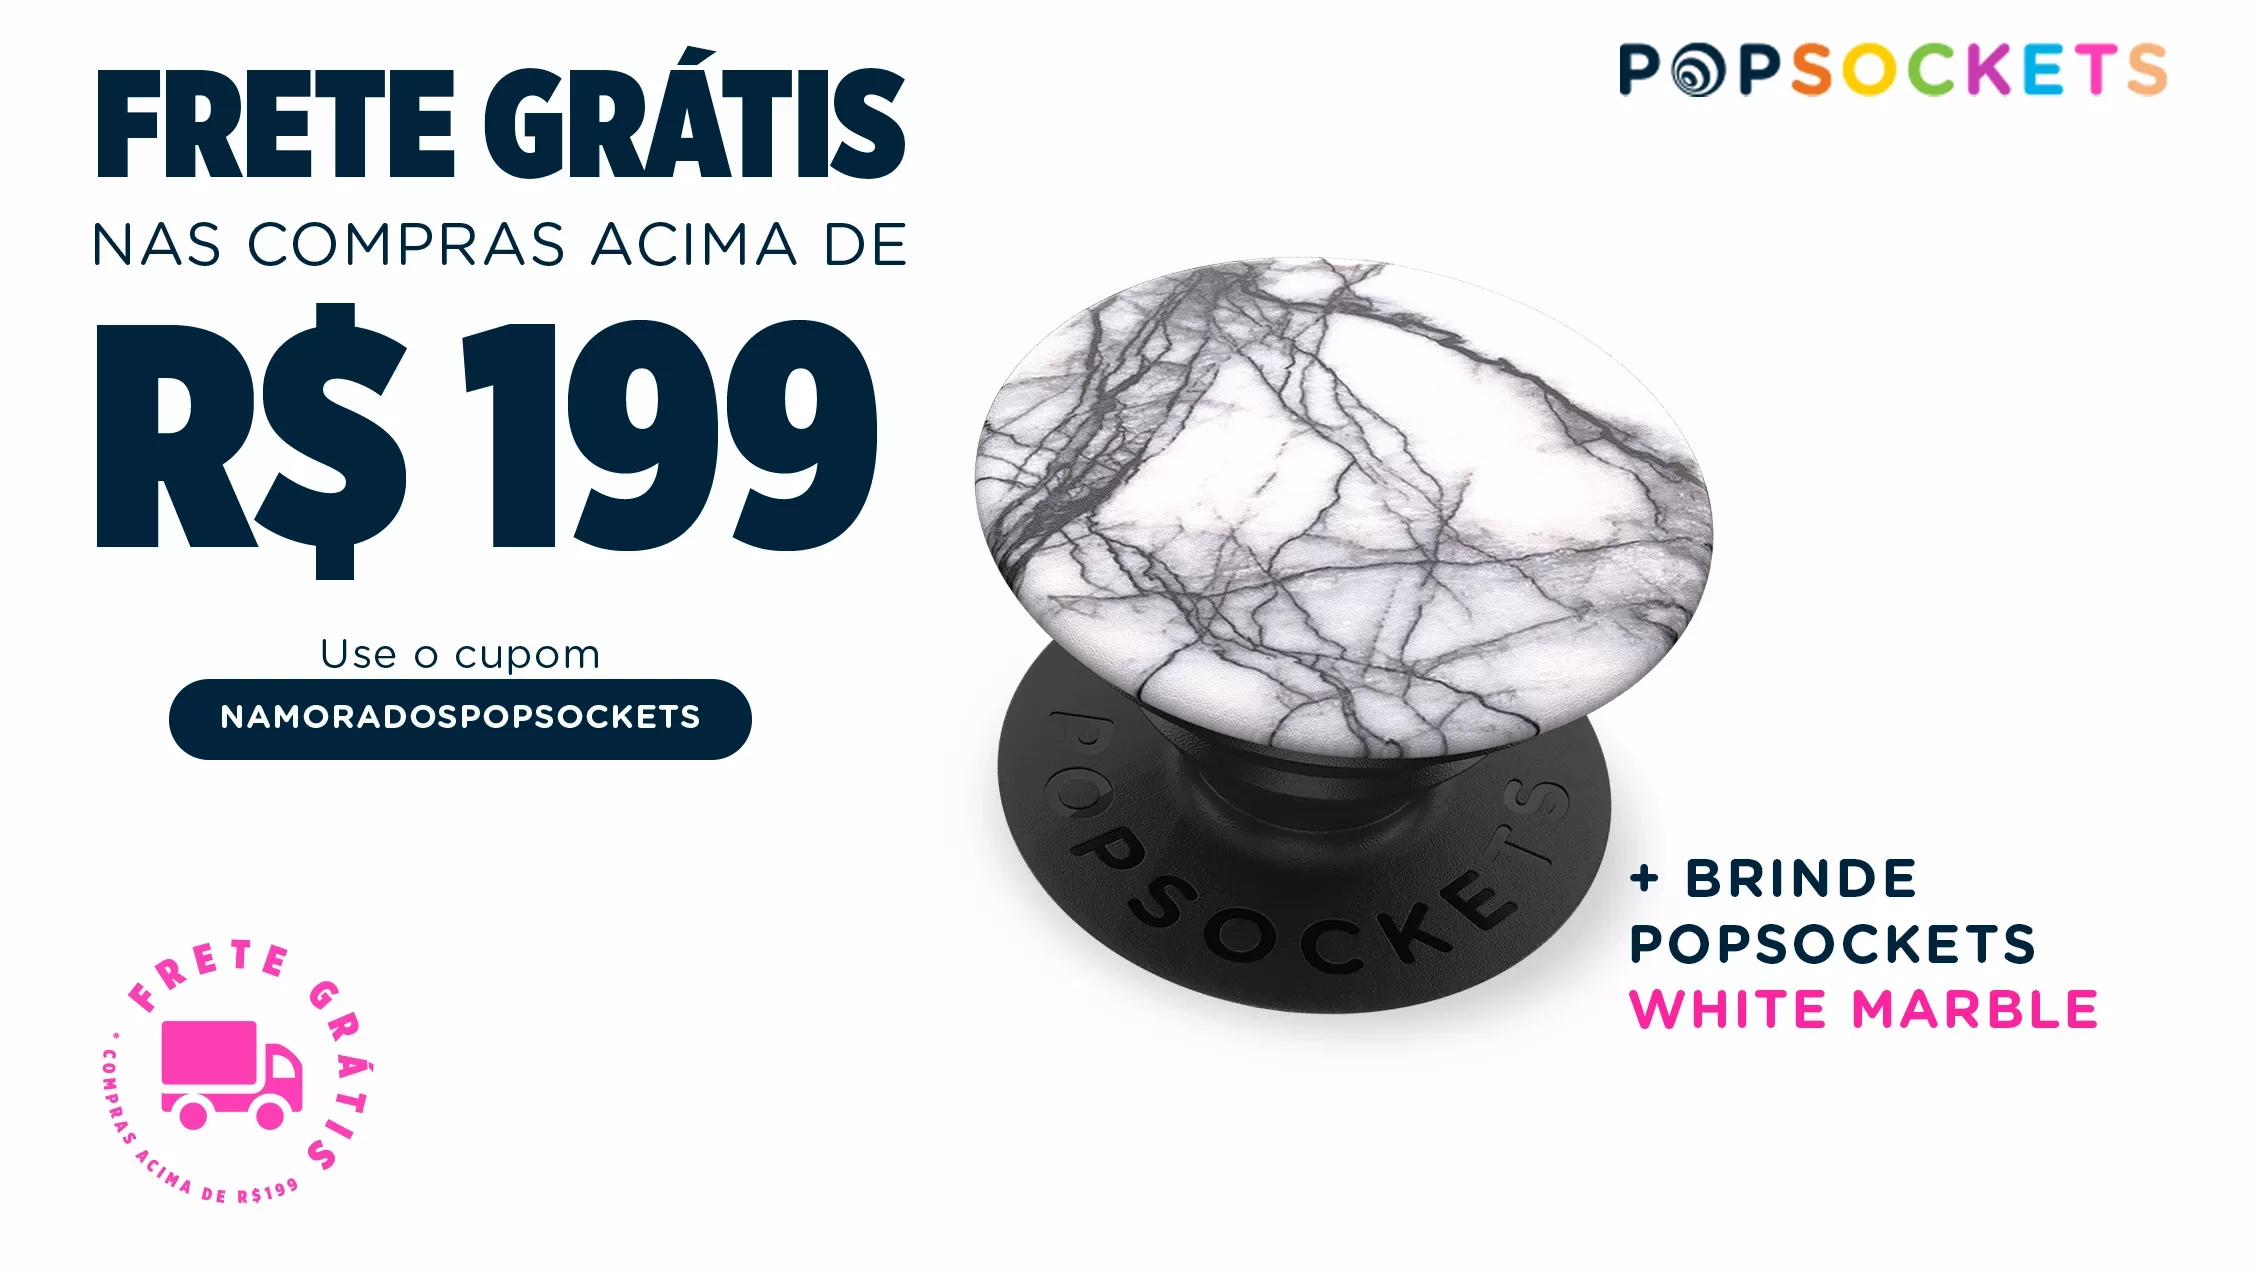 FRETE GRÁTIS
NAS COMPRAS ACIMA DE
R$ 199
Use o cupom
NAMORADOSPOPSOCKETS
POPSOCKETS
POPSOCKETS
+ BRINDE
POPSOCKETS
WHITE MARBLE
FRETE GRÁTIS
* COMPRAS ACIMA DE R$199